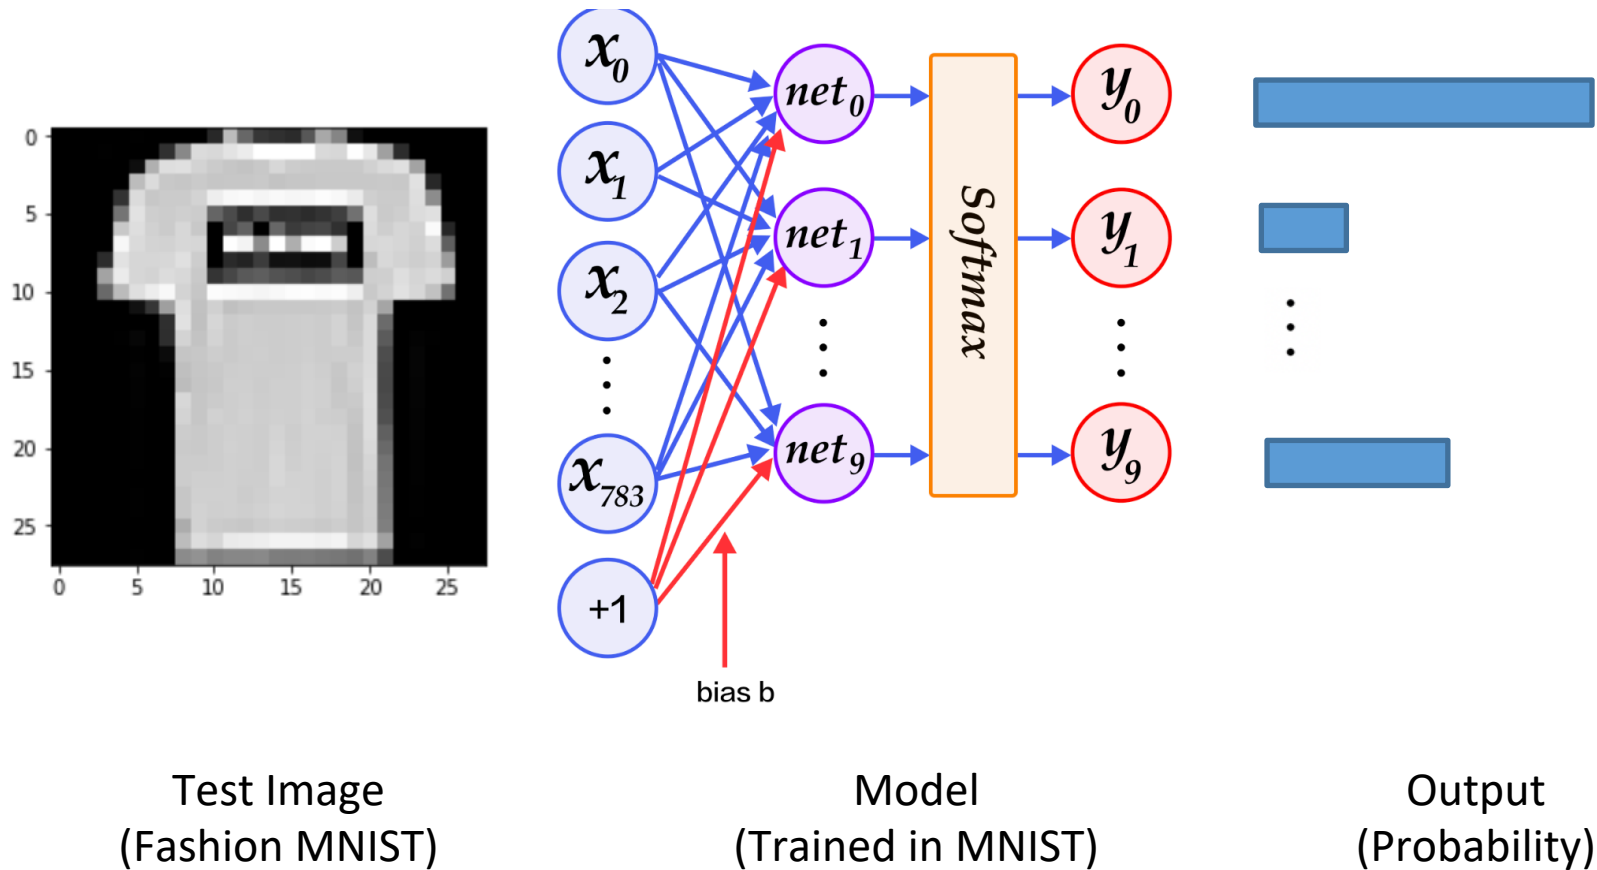 0
5
10
15
20
25
0 5 10 15 20 25
x0
x1
x2
x783
+1
bias b
net0
net1
net9
Softmax
y0
y1
y9
Test Image
(Fashion MNIST)
Model
(Trained in MNIST)
Output
(Probability)